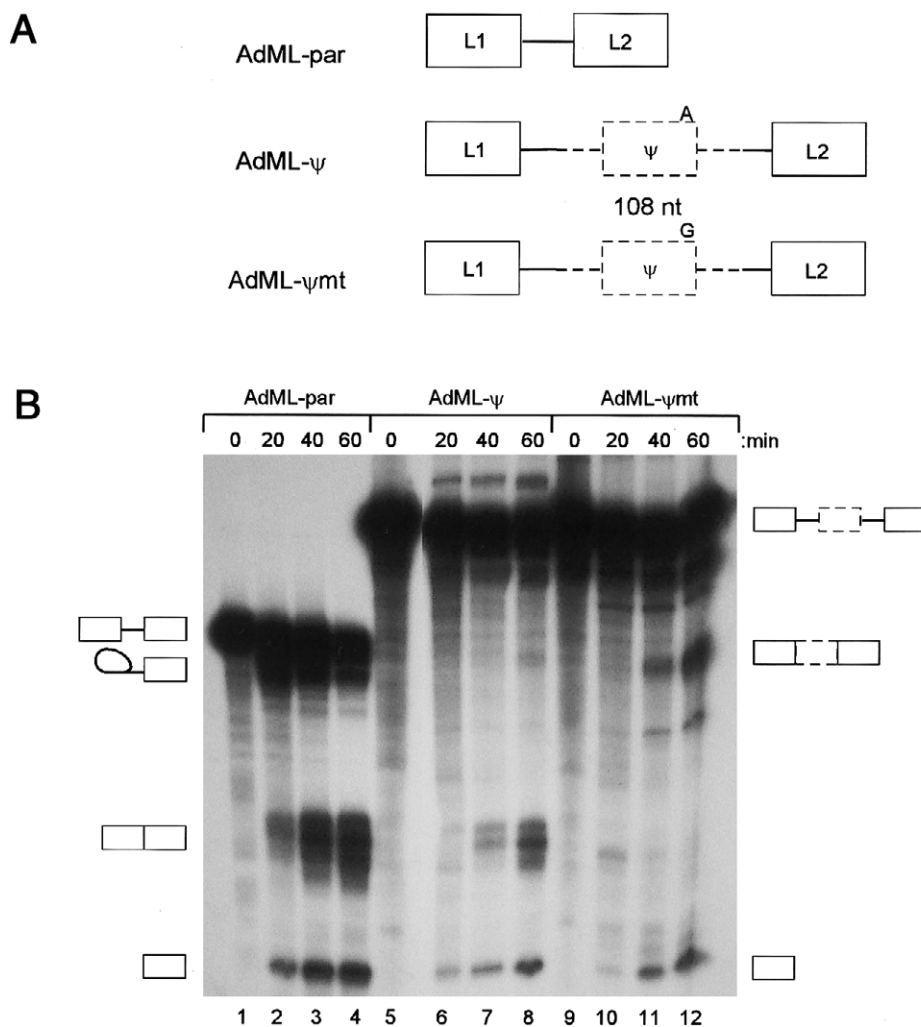 A
AdML-par L1 L2
A
AdML-ψ L1 ψ L2
108 nt
G
AdML-ψmt L1 ψ L2
B
AdML-par AdML-ψ AdML-ψmt
0 20 40 60 0 20 40 60 0 20 40 60 :min
1 2 3 4 5 6 7 8 9 10 11 12